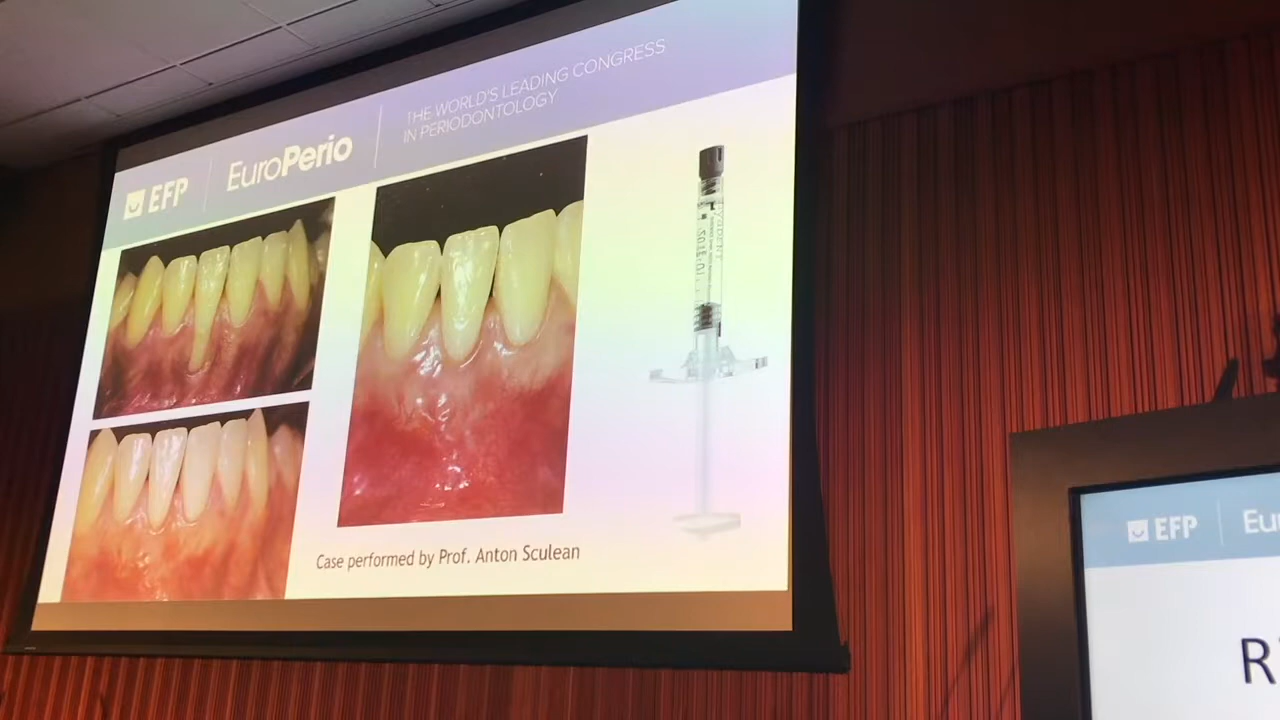 EFP
EuroPerio
THE WORLD'S LEADING CONGRESS
IN PERIODONTOLOGY
Case performed by Prof. Anton Sculean
EFP
Eu
R